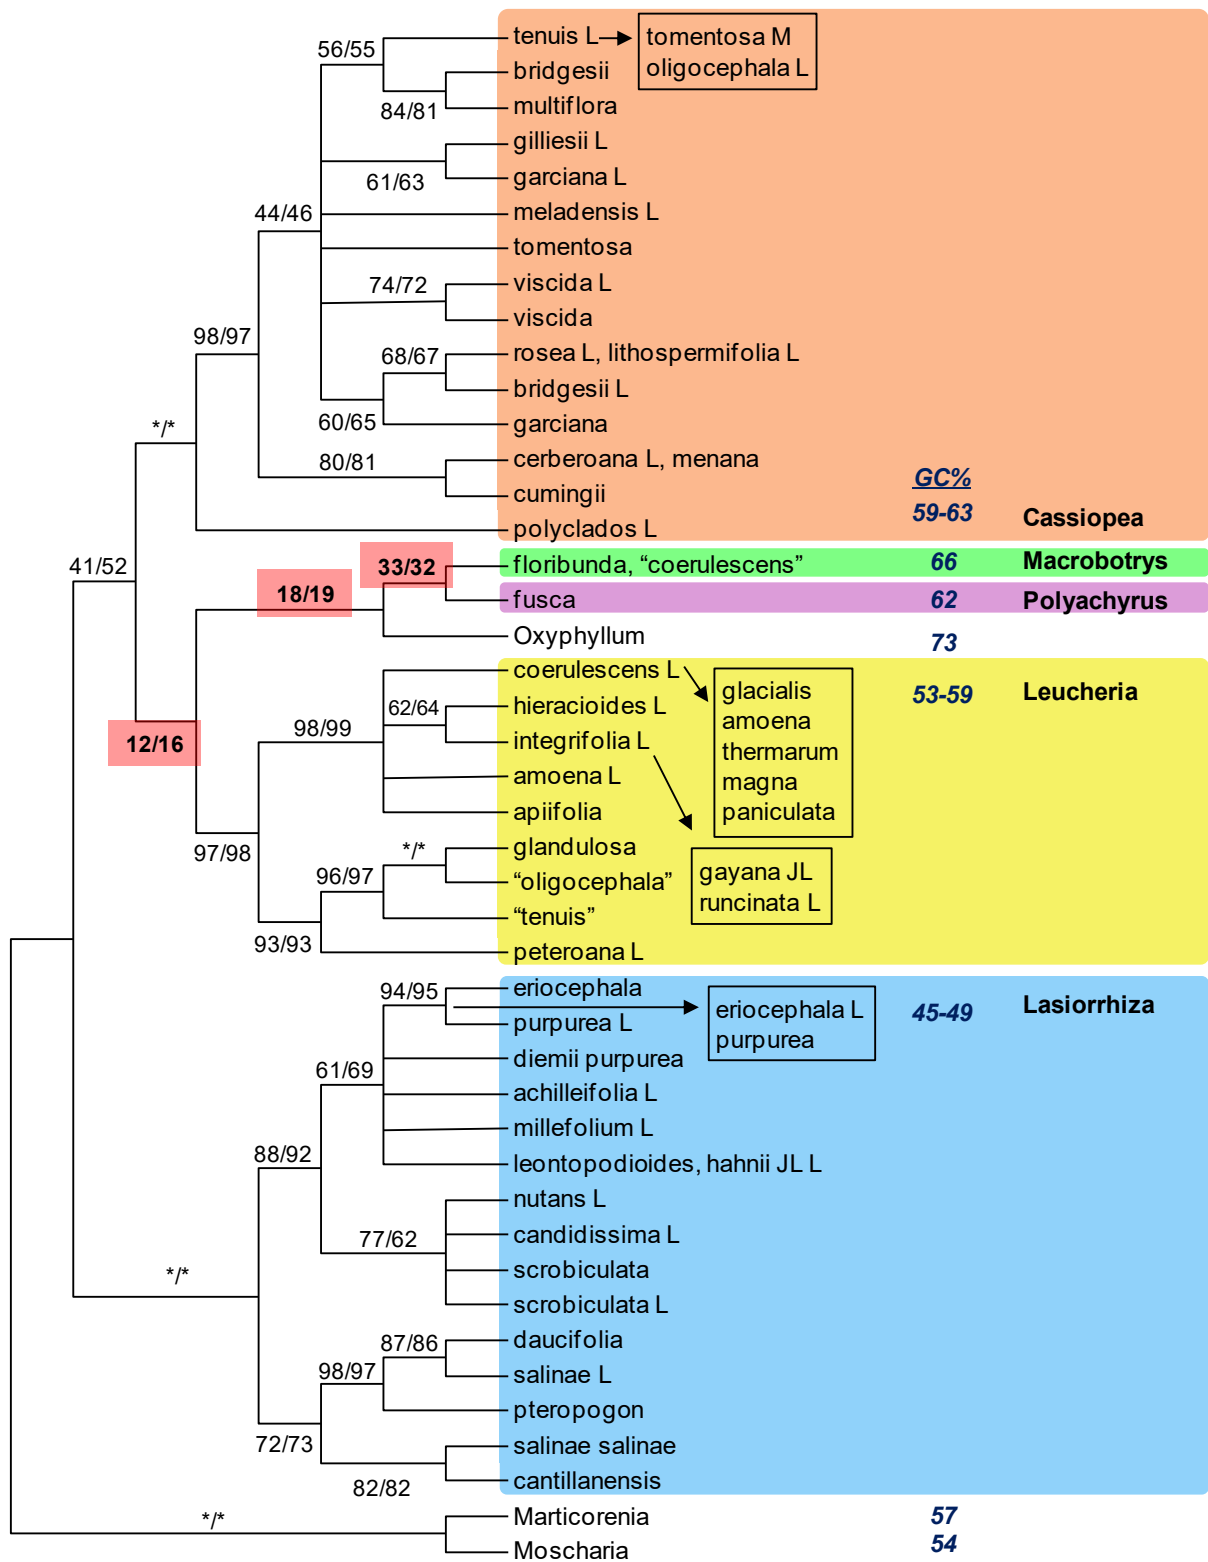 tenuis L
tomentosa M
56/55
oligocephala L
bridgesii
84/81
multiflora
gilliesii L
61/63
garciana L
44/46
meladensis L
tomentosa
74/72
viscida L
viscida
98/97
68/67
rosea L, lithospermifolia L
bridgesii L
60/65
garciana
*/*
80/81
cerberoana L, menana
GC%
cumingii
59-63
Cassiopea
polyclados L
41/52
33/32
floribunda, “coerulescens”
66
Macrobotrys
18/19
fusca
62
Polyachyrus
Oxyphyllum
73
coerulescens L
glacialis
amoena
thermarum
magna
paniculata
53-59
Leucheria
62/64
hieracioides L
98/99
integrifolia L
12/16
amoena L
apiifolia
97/98
*/*
glandulosa
96/97
“oligocephala”
gayana JL
runcinata L
“tenuis”
93/93
peteroana L
94/95
eriocephala
eriocephala L
purpurea
45-49
Lasiorrhiza
purpurea L
61/69
diemii purpurea
achilleifolia L
millefolium L
88/92
leontopodioides, hahnii JL L
nutans L
77/62
candidissima L
*/*
scrobiculata
scrobiculata L
87/86
daucifolia
98/97
salinae L
pteropogon
72/73
salinae salinae
82/82
cantillanensis
*/*
Marticorenia
57
Moscharia
54